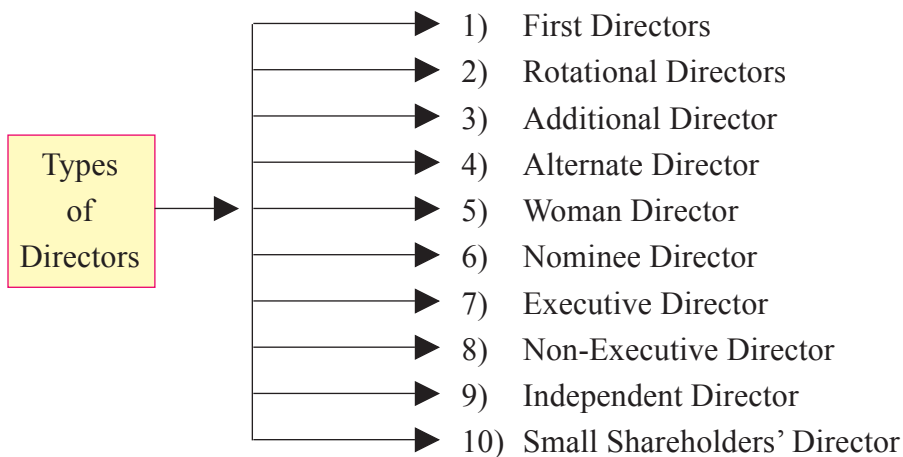 Types
of
Directors
1) First Directors
2) Rotational Directors
3) Additional Director
4) Alternate Director
5) Woman Director
6) Nominee Director
7) Executive Director
8) Non-Executive Director
9) Independent Director
10) Small Shareholders’ Director